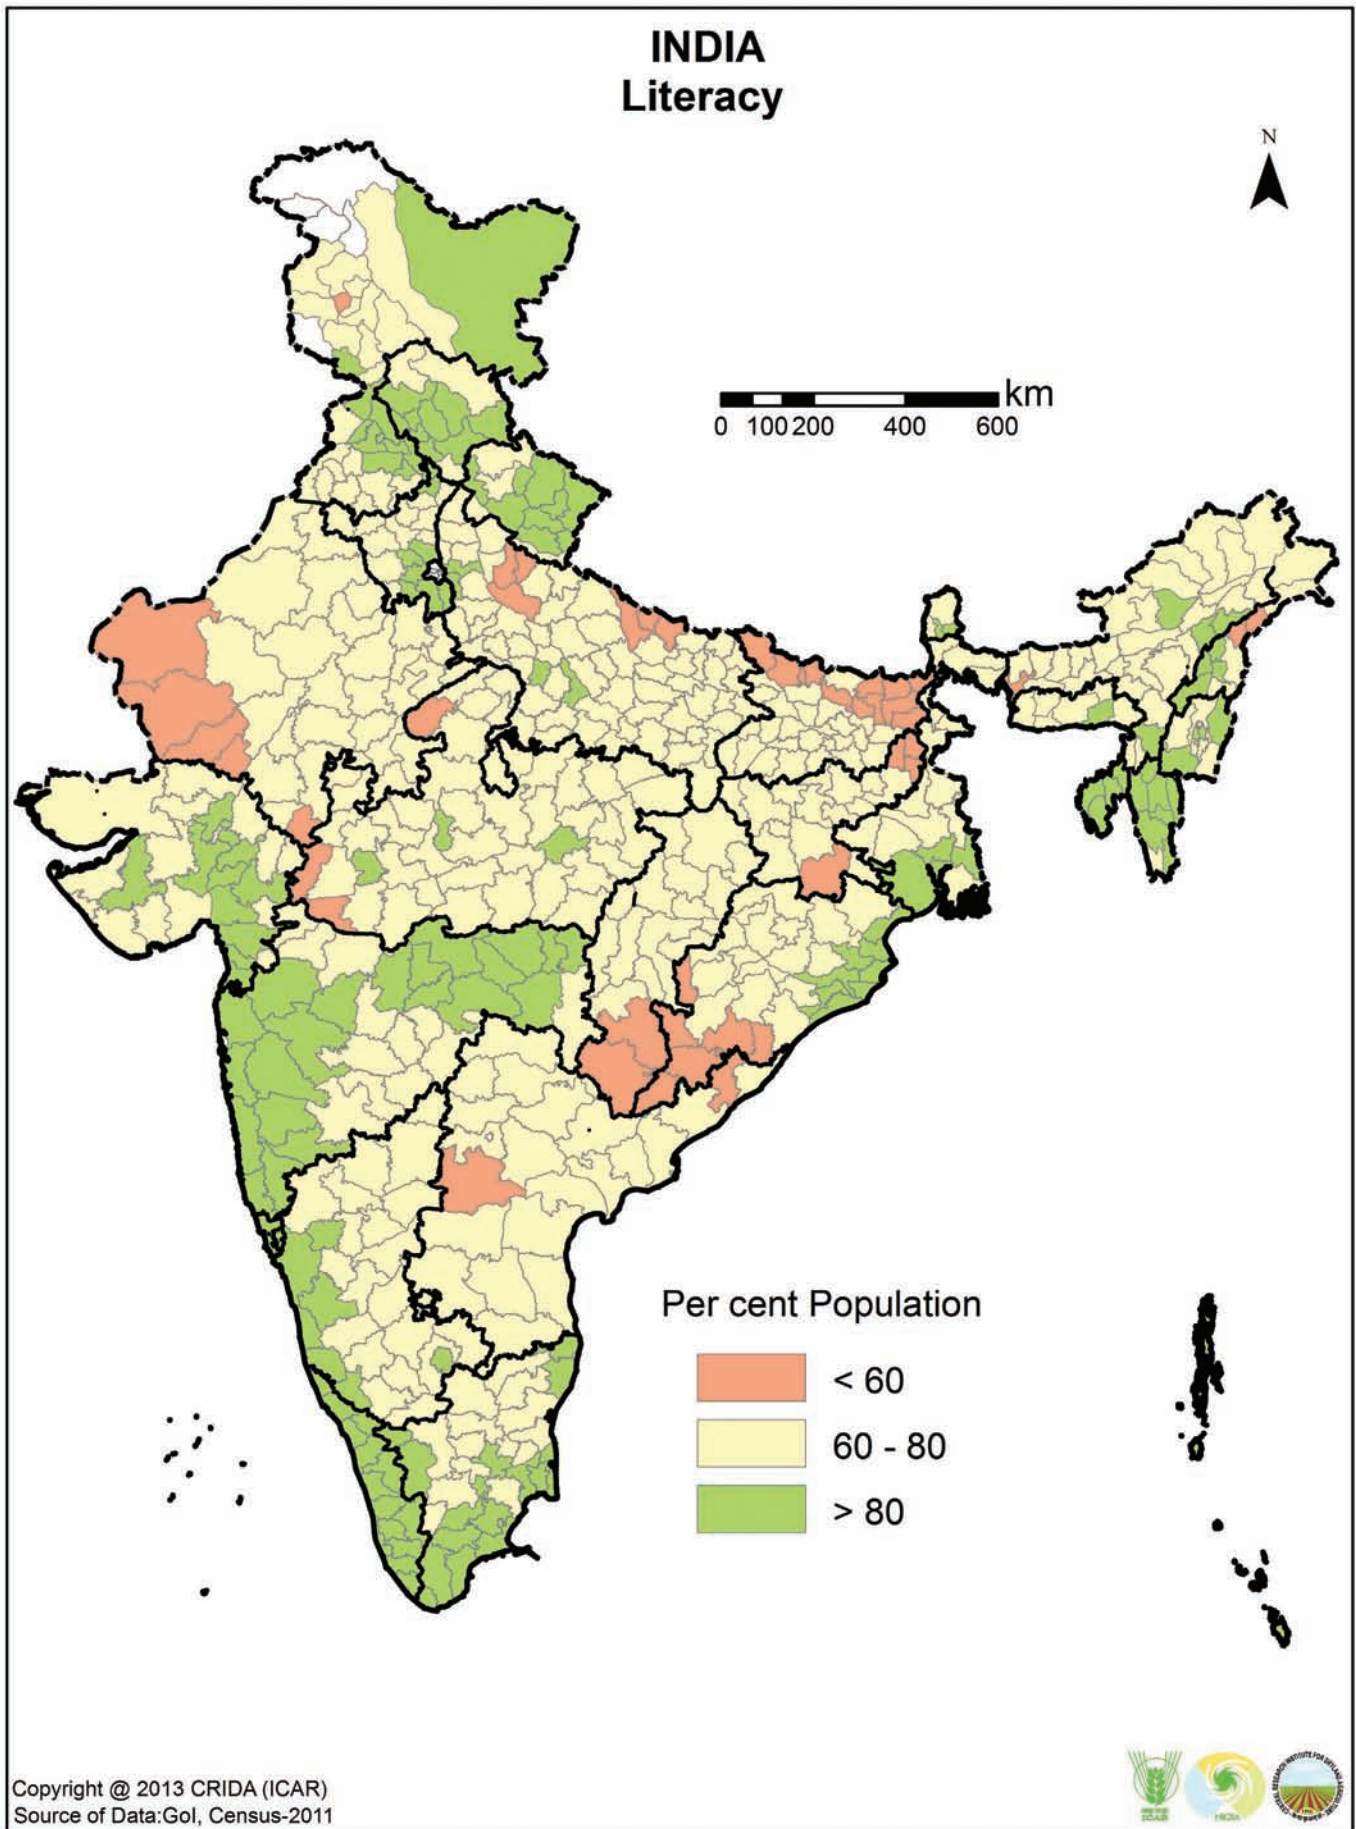 INDIA
Literacy
N
km
0 100 200 400 600
Per cent Population
< 60
60 - 80
> 80
Copyright @ 2013 CRIDA (ICAR)
Source of Data:GoI, Census-2011